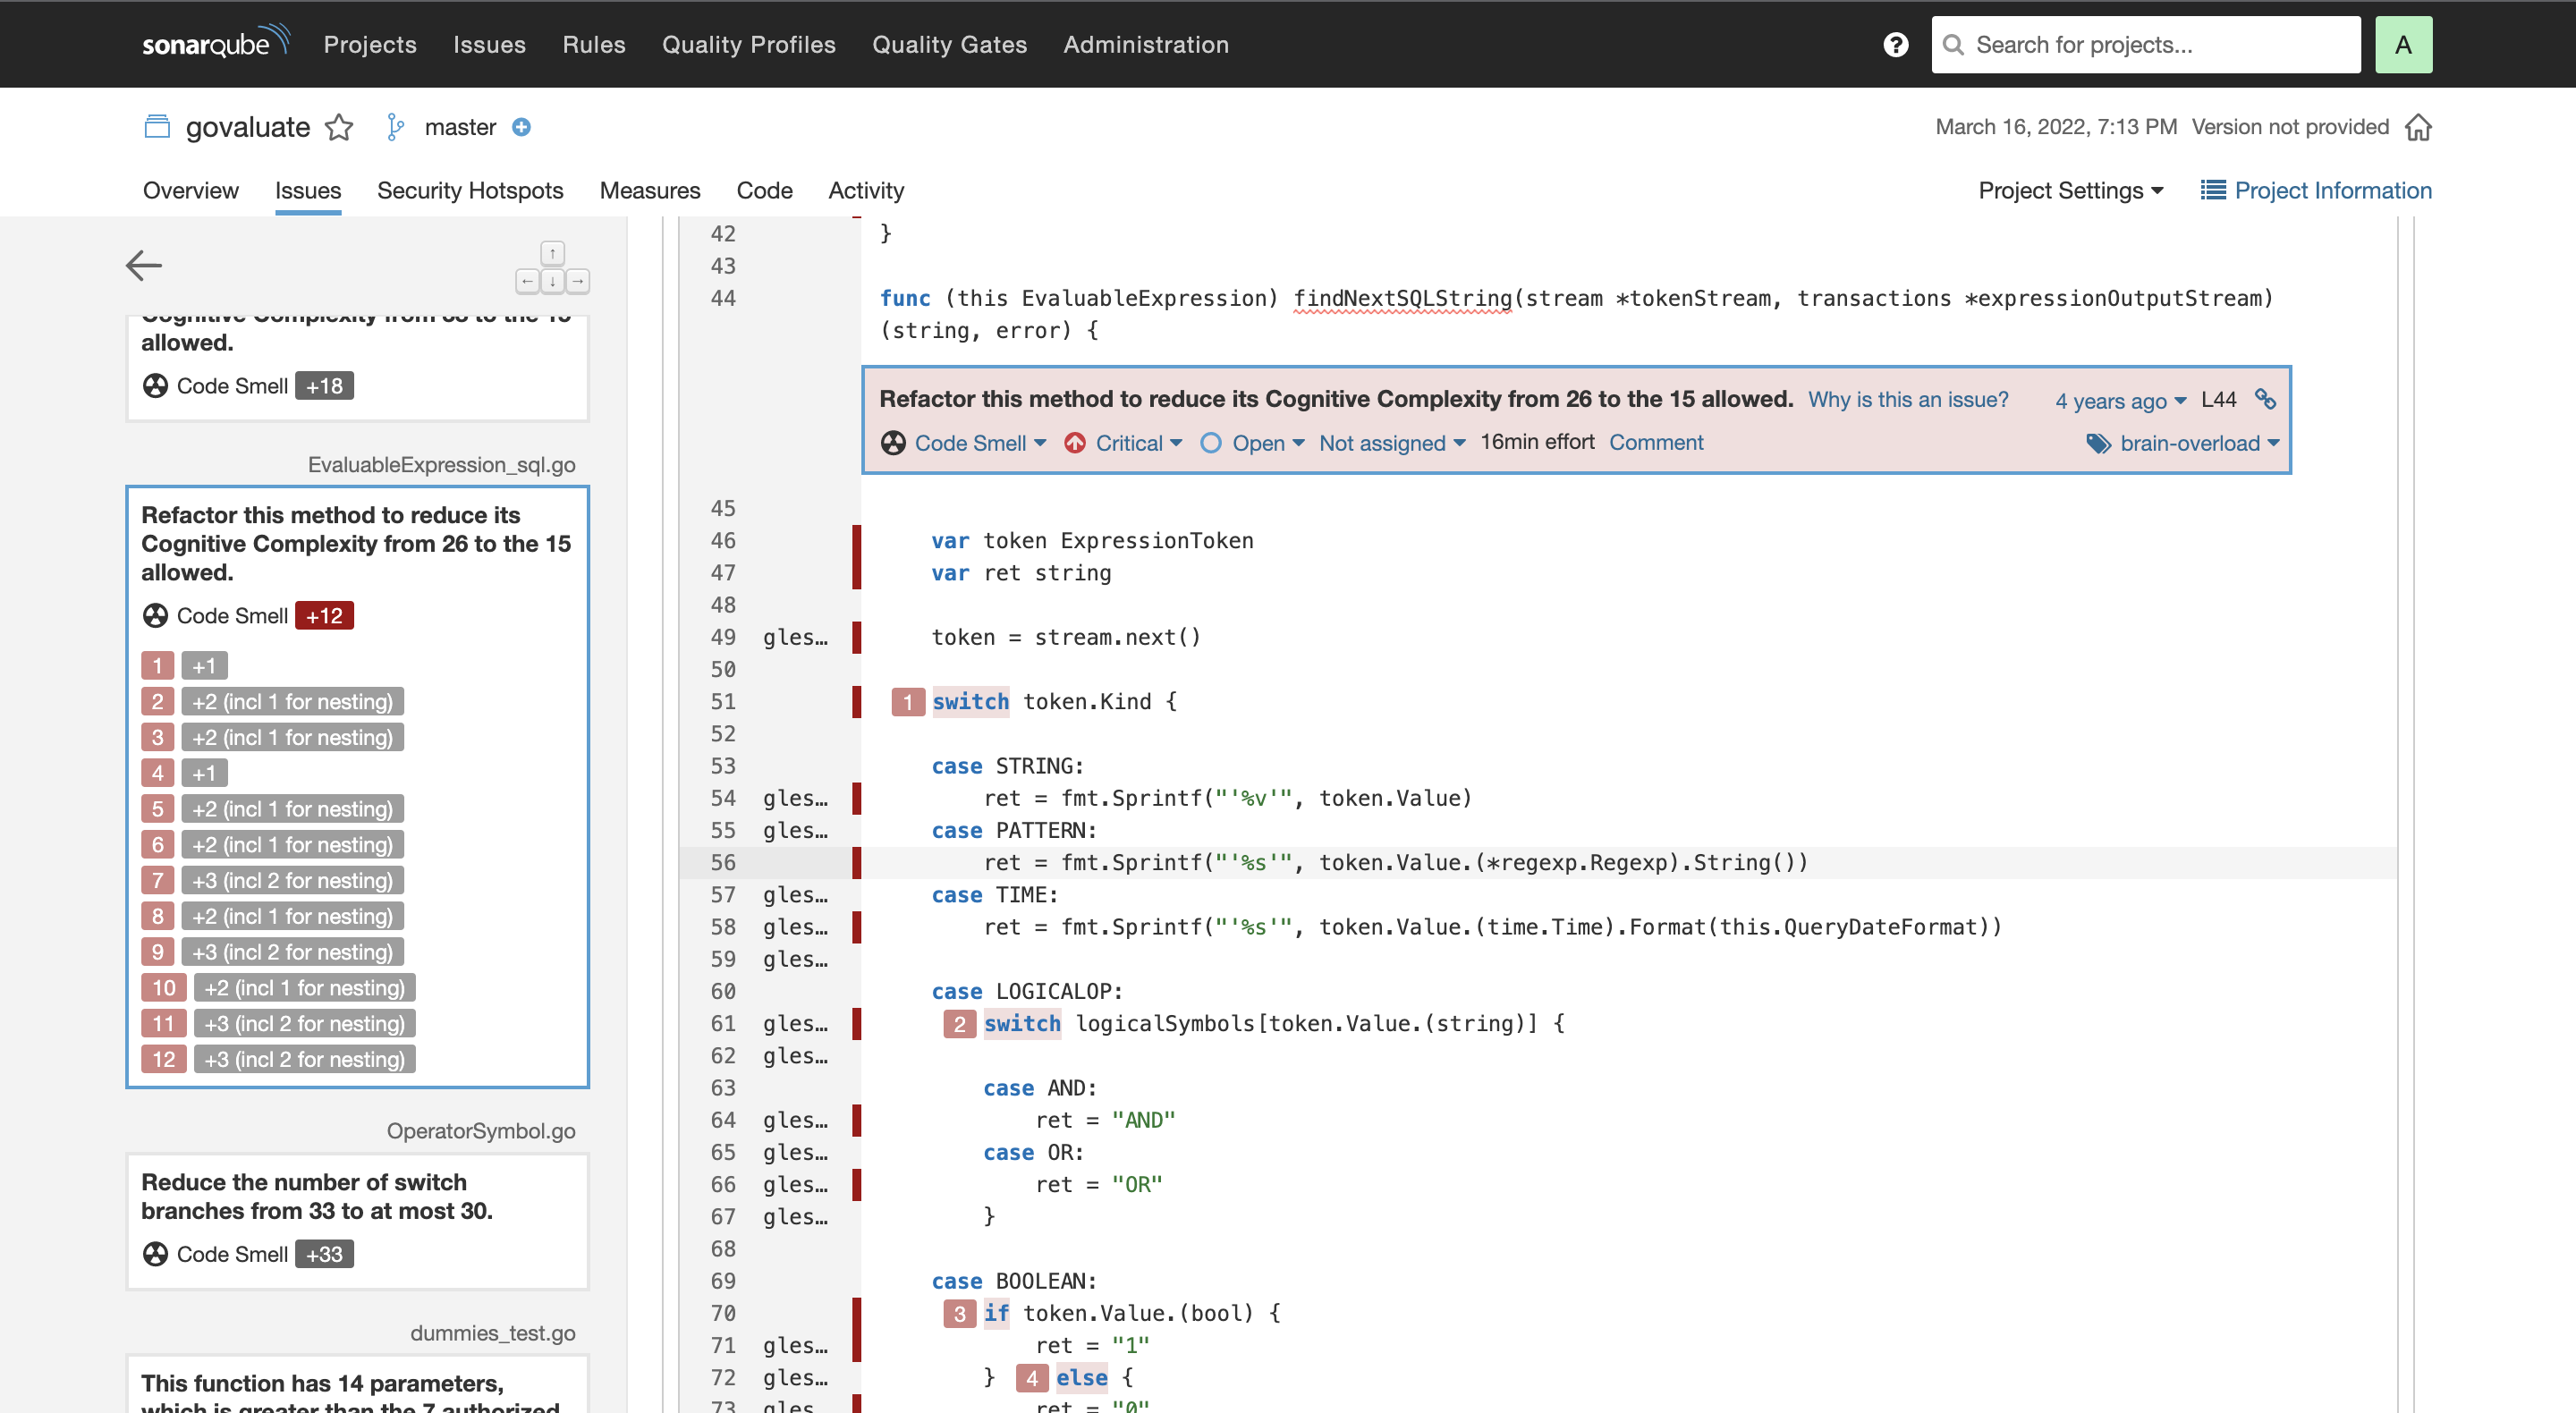 sonarqube Projects Issues Rules Quality Profiles Quality Gates Administration ? Search for projects... A
govaluate master March 16, 2022, 7:13 PM Version not provided
Overview Issues Security Hotspots Measures Code Activity Project Settings Project Information
Cognitive Complexity from 33 to the 15
allowed.
Code Smell +18
EvaluableExpression_sql.go
Refactor this method to reduce its
Cognitive Complexity from 26 to the 15
allowed.
Code Smell +12
1 +1
2 +2 (incl 1 for nesting)
3 +2 (incl 1 for nesting)
4 +1
5 +2 (incl 1 for nesting)
6 +2 (incl 1 for nesting)
7 +3 (incl 2 for nesting)
8 +2 (incl 1 for nesting)
9 +3 (incl 2 for nesting)
10 +2 (incl 1 for nesting)
11 +3 (incl 2 for nesting)
12 +3 (incl 2 for nesting)
OperatorSymbol.go
Reduce the number of switch
branches from 33 to at most 30.
Code Smell +33
dummies_test.go
This function has 14 parameters,
which is greater than the 7 authorized
42 }
43
44 func (this EvaluableExpression) findNextSQLString(stream *tokenStream, transactions *expressionOutputStream)
(string, error) {
Refactor this method to reduce its Cognitive Complexity from 26 to the 15 allowed. Why is this an issue? 4 years ago L44
Code Smell Critical Open Not assigned 16min effort Comment brain-overload
45
46 var token ExpressionToken
47 var ret string
48
49 gles… token = stream.next()
50
51 1 switch token.Kind {
52
53 case STRING:
54 gles… ret = fmt.Sprintf("'%v'", token.Value)
55 gles… case PATTERN:
56 ret = fmt.Sprintf("'%s'", token.Value.(*regexp.Regexp).String())
57 gles… case TIME:
58 gles… ret = fmt.Sprintf("'%s'", token.Value.(time.Time).Format(this.QueryDateFormat))
59 gles…
60 case LOGICALOP:
61 gles… 2 switch logicalSymbols[token.Value.(string)] {
62 gles…
63 case AND:
64 gles… ret = "AND"
65 gles… case OR:
66 gles… ret = "OR"
67 gles… }
68
69 case BOOLEAN:
70 3 if token.Value.(bool) {
71 gles… ret = "1"
72 gles… } 4 else {
73 gles… ret = "0"